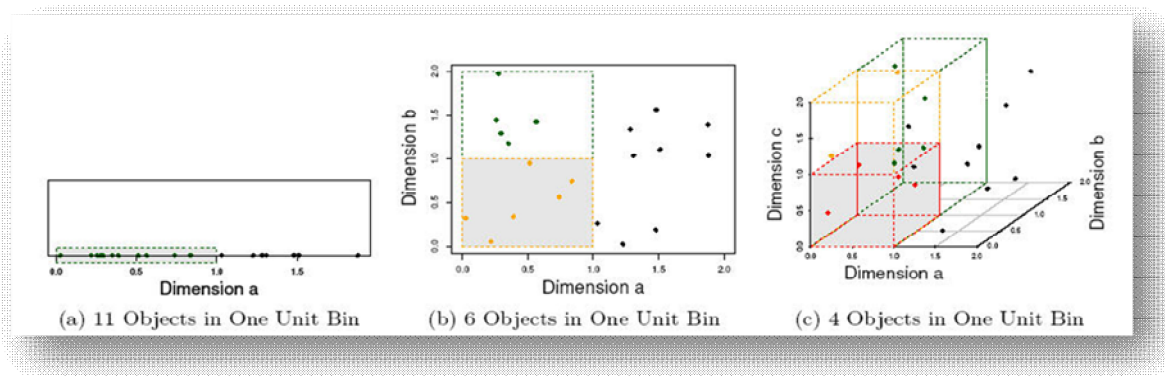 0.0 0.5 1.0 1.5
Dimension a
(a) 11 Objects in One Unit Bin
Dimension b
2.0
1.5
1.0
0.5
0.0
0.0 0.5 1.0 1.5 2.0
Dimension a
(b) 6 Objects in One Unit Bin
Dimension c
2.0
1.5
1.0
0.5
0.0
0.0 0.5 1.0 1.5 2.0
Dimension a
Dimension b
2.0
1.5
1.0
0.0
(c) 4 Objects in One Unit Bin